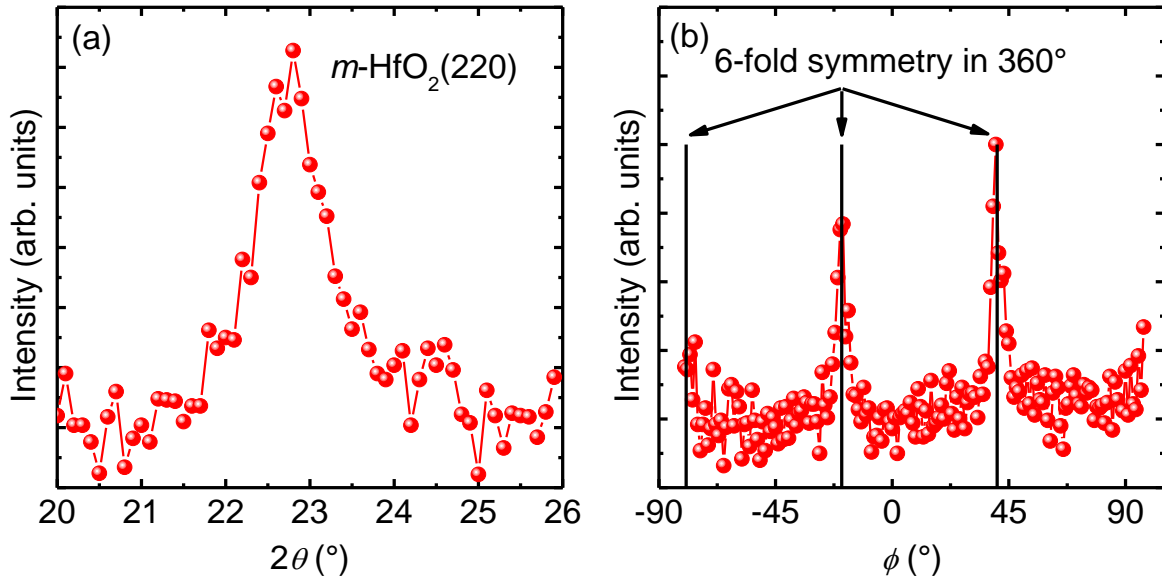 (a)
m-HfO2(220)
Intensity (arb. units)
20 21 22 23 24 25 26
2θ (°)
(b)
6-fold symmetry in 360°
Intensity (arb. units)
-90 -45 0 45 90
ϕ (°)